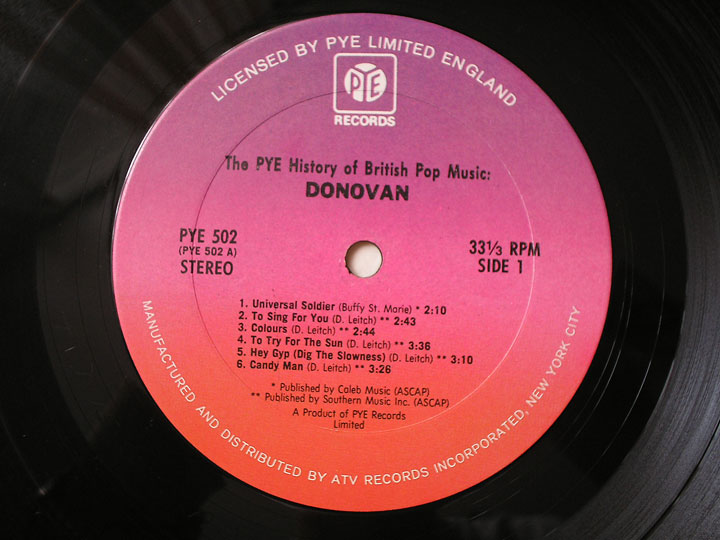 LICENSED BY PYE LIMITED ENGLAND
PYE
RECORDS
The PYE History of British Pop Music:
DONOVAN
PYE 502
(PYE 502 A)
STEREO
33⅓ RPM
SIDE 1
1. Universal Soldier (Buffy St. Marie) * 2:10
2. To Sing For You (D. Leitch) ** 2:43
3. Colours (D. Leitch) ** 2:44
4. To Try For The Sun (D. Leitch) ** 3:36
5. Hey Gyp (Dig The Slowness) (D. Leitch) ** 3:10
6. Candy Man (D. Leitch) ** 3:26
* Published by Caleb Music (ASCAP)
** Published by Southern Music Inc. (ASCAP)
A Product of PYE Records
Limited
MANUFACTURED AND DISTRIBUTED BY ATV RECORDS INCORPORATED, NEW YORK CITY